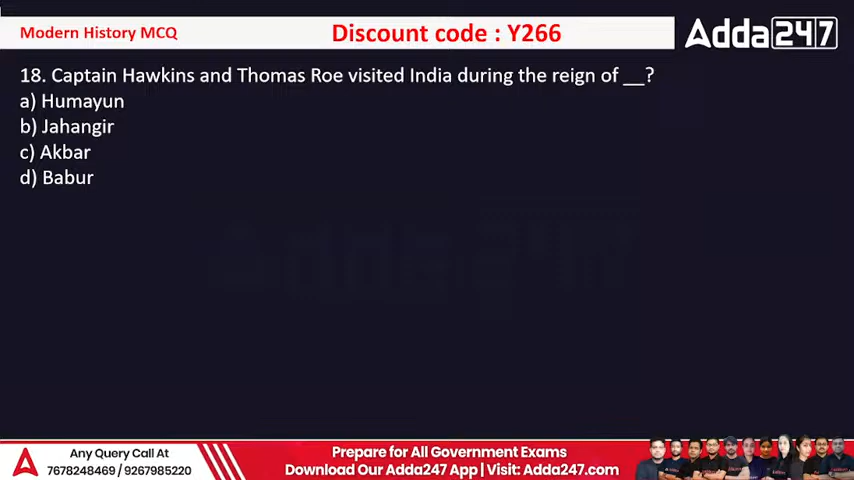 Modern History MCQ
Discount code : Y266
Adda247
18. Captain Hawkins and Thomas Roe visited India during the reign of __?
a) Humayun
b) Jahangir
c) Akbar
d) Babur
Any Query Call At
7678248469 / 9267985220
Prepare for All Government Exams
Download Our Adda247 App | Visit: Adda247.com